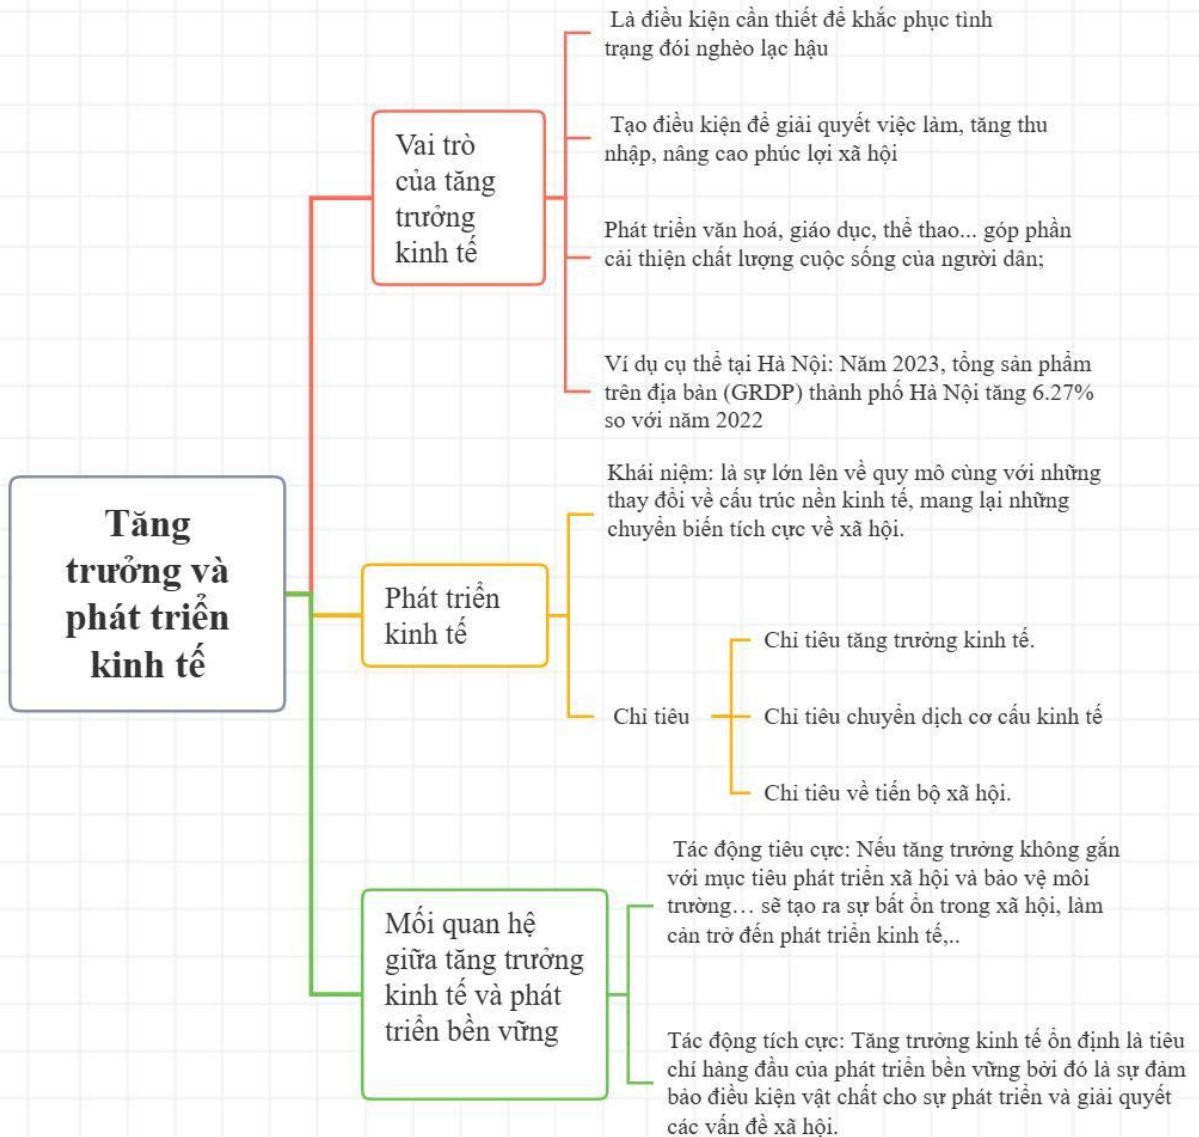 Tăng
trưởng và
phát triển
kinh tế
Vai trò
của tăng
trưởng
kinh tế
Là điều kiện cần thiết để khắc phục tình
trạng đói nghèo lạc hậu
Tạo điều kiện để giải quyết việc làm, tăng thu
nhập, nâng cao phúc lợi xã hội
Phát triển văn hoá, giáo dục, thể thao... góp phần
cải thiện chất lượng cuộc sống của người dân;
Ví dụ cụ thể tại Hà Nội: Năm 2023, tổng sản phẩm
trên địa bàn (GRDP) thành phố Hà Nội tăng 6.27%
so với năm 2022
Phát triển
kinh tế
Khái niệm: là sự lớn lên về quy mô cùng với những
thay đổi về cấu trúc nền kinh tế, mang lại những
chuyển biến tích cực về xã hội.
Chỉ tiêu
Chỉ tiêu tăng trưởng kinh tế.
Chỉ tiêu chuyển dịch cơ cấu kinh tế
Chỉ tiêu về tiến bộ xã hội.
Mối quan hệ
giữa tăng trưởng
kinh tế và phát
triển bền vững
Tác động tiêu cực: Nếu tăng trưởng không gắn
với mục tiêu phát triển xã hội và bảo vệ môi
trường… sẽ tạo ra sự bất ổn trong xã hội, làm
cản trở đến phát triển kinh tế,..
Tác động tích cực: Tăng trưởng kinh tế ổn định là tiêu
chí hàng đầu của phát triển bền vững bởi đó là sự đảm
bảo điều kiện vật chất cho sự phát triển và giải quyết
các vấn đề xã hội.